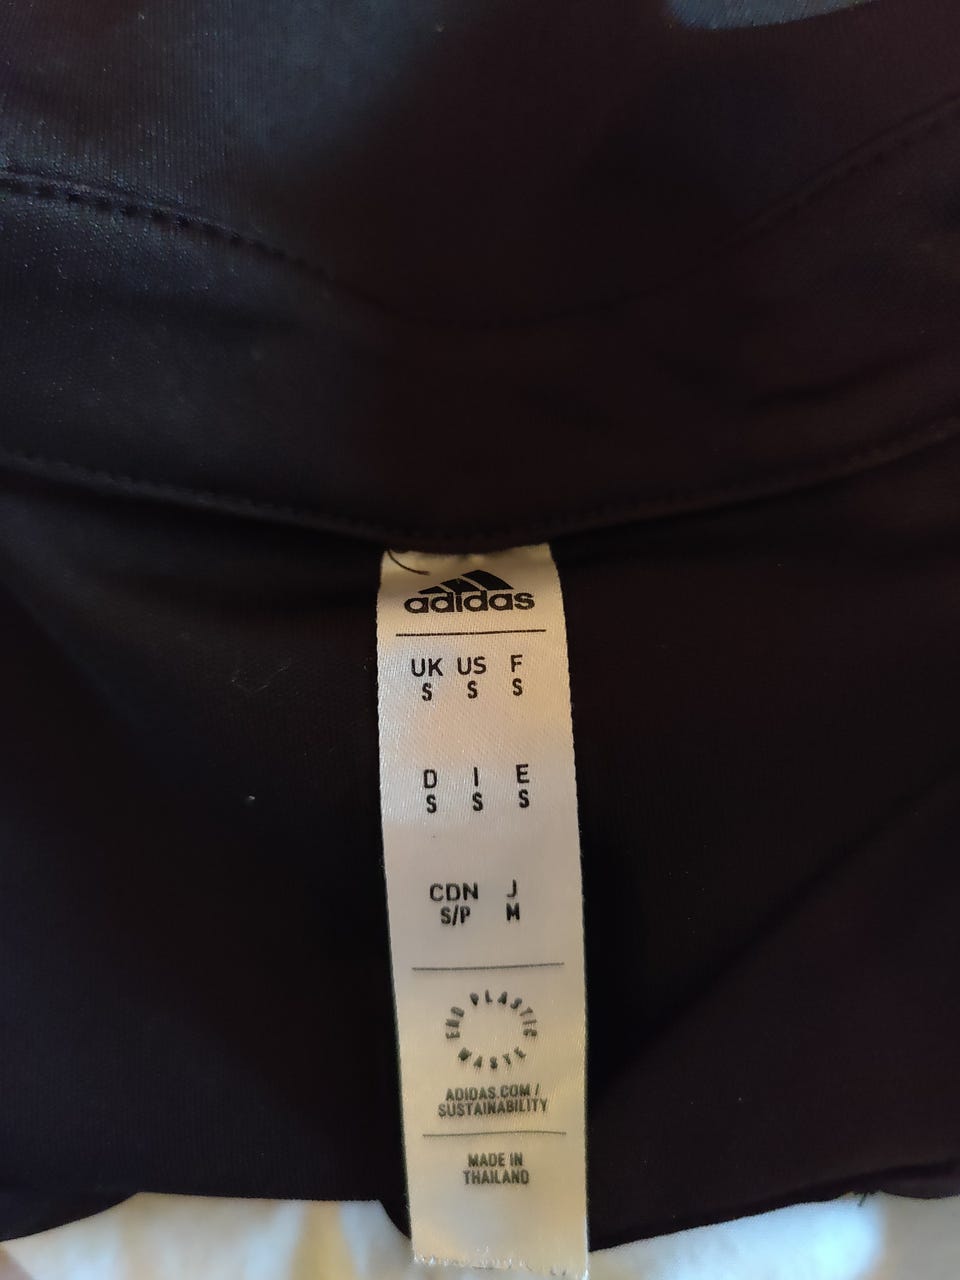 adidas
UK US F
S S S
D I E
S S S
CDN J
S/P M
END PLASTIC WASTE
ADIDAS.COM/
SUSTAINABILITY
MADE IN
THAILAND